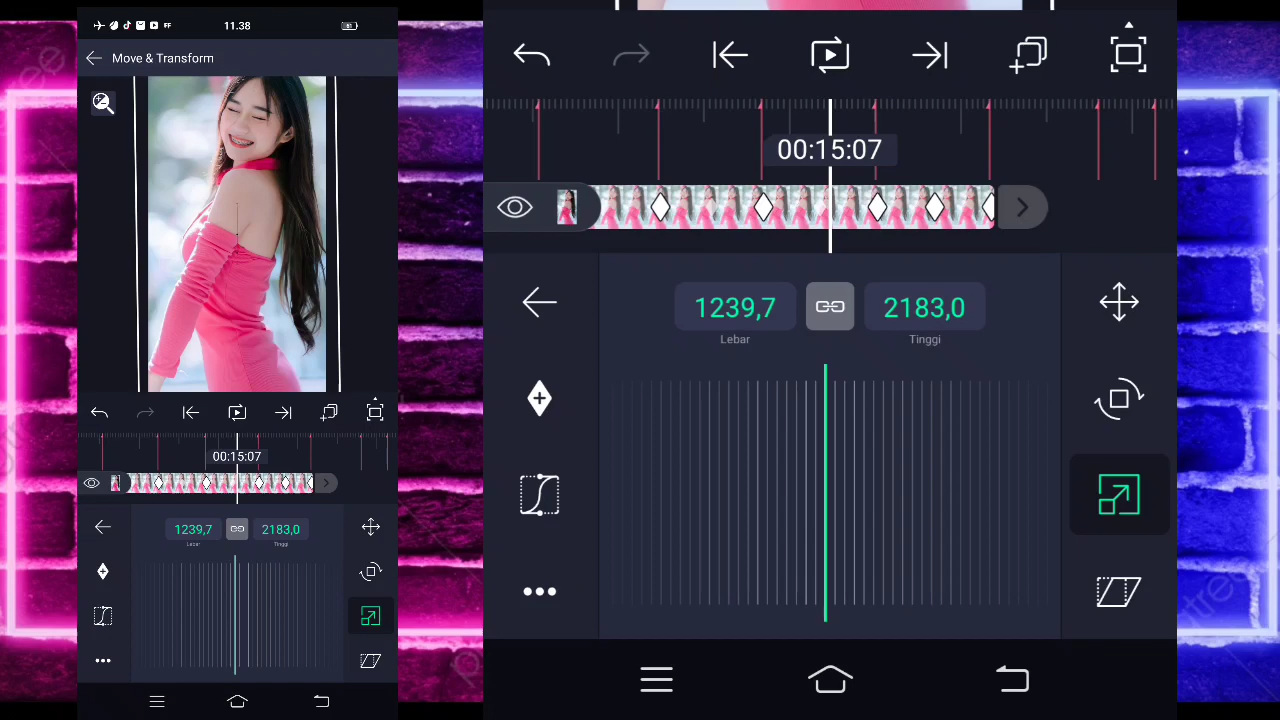 11.38
e & Transform
00:15:07
1239,7
2183,0
Lebar
Tinggi
00:15:07
1239,7
2183,0
Lebar
Tinggi